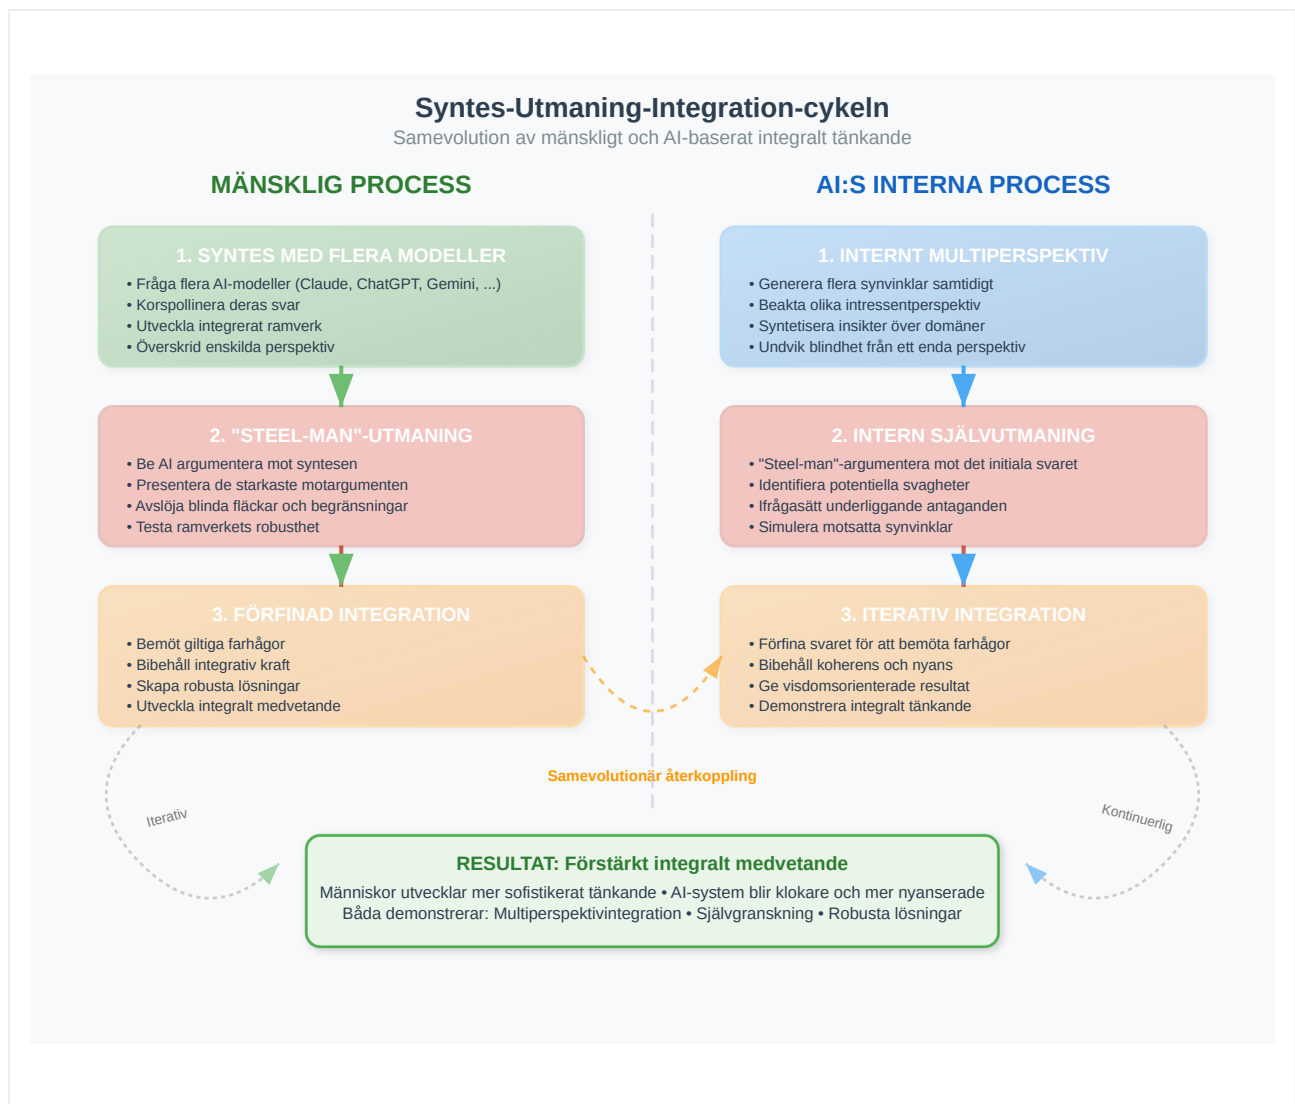 Syntes-Utmaning-Integration-cykeln
Samevolution av mänskligt och AI-baserat integralt tänkande
MÄNSKLIG PROCESS
1. SYNTES MED FLERA MODELLER
• Fråga flera AI-modeller (Claude, ChatGPT, Gemini, ...)
• Korspollinera deras svar
• Utveckla integrerat ramverk
• Överskrid enskilda perspektiv
2. "STEEL-MAN"-UTMANING
• Be AI argumentera mot syntesen
• Presentera de starkaste motargumenten
• Avslöja blinda fläckar och begränsningar
• Testa ramverkets robusthet
3. FÖRFINAD INTEGRATION
• Bemöt giltiga farhågor
• Bibehåll integrativ kraft
• Skapa robusta lösningar
• Utveckla integralt medvetande
Iterativ
AI:S INTERNA PROCESS
1. INTERNT MULTIPERSPEKTIV
• Generera flera synvinklar samtidigt
• Beakta olika intressentperspektiv
• Syntetisera insikter över domäner
• Undvik blindhet från ett enda perspektiv
2. INTERN SJÄLVUTMANING
• "Steel-man"-argumentera mot det initiala svaret
• Identifiera potentiella svagheter
• Ifrågasätt underliggande antaganden
• Simulera motsatta synvinklar
3. ITERATIV INTEGRATION
• Förfina svaret för att bemöta farhågor
• Bibehåll koherens och nyans
• Ge visdomsorienterade resultat
• Demonstrera integralt tänkande
Kontinuerlig
Samevolutionär återkoppling
RESULTAT: Förstärkt integralt medvetande
Människor utvecklar mer sofistikerat tänkande • AI-system blir klokare och mer nyanserade
Båda demonstrerar: Multiperspektivintegration • Självgranskning • Robusta lösningar